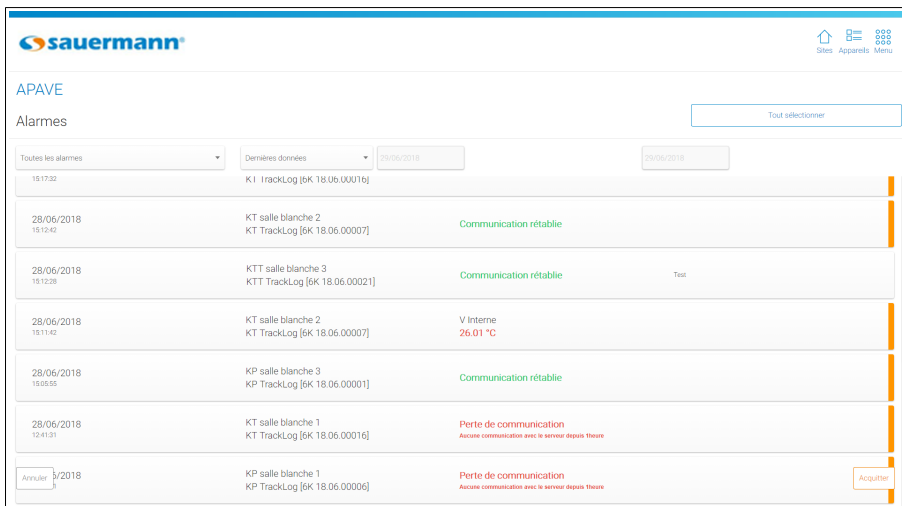 sauermann®
Sites Appareils Menu
APAVE
Alarmes
Tout sélectionner
Toutes les alarmes
Dernières données
29/06/2018
29/06/2018
15:17:32
KT TrackLog [6K 18.06.00016]
28/06/2018
15:12:42
KT salle blanche 2
KT TrackLog [6K 18.06.00007]
Communication rétablie
28/06/2018
15:12:28
KTT salle blanche 3
KTT TrackLog [6K 18.06.00021]
Communication rétablie
Test
28/06/2018
15:11:42
KT salle blanche 2
KT TrackLog [6K 18.06.00007]
V Interne
26.01 °C
28/06/2018
15:05:55
KP salle blanche 3
KP TrackLog [6K 18.06.00001]
Communication rétablie
28/06/2018
12:41:31
KT salle blanche 1
KT TrackLog [6K 18.06.00016]
Perte de communication
Aucune communication avec le serveur depuis 1heure
Annuler
/2018
KP salle blanche 1
KP TrackLog [6K 18.06.00006]
Perte de communication
Aucune communication avec le serveur depuis 1heure
Acquitter